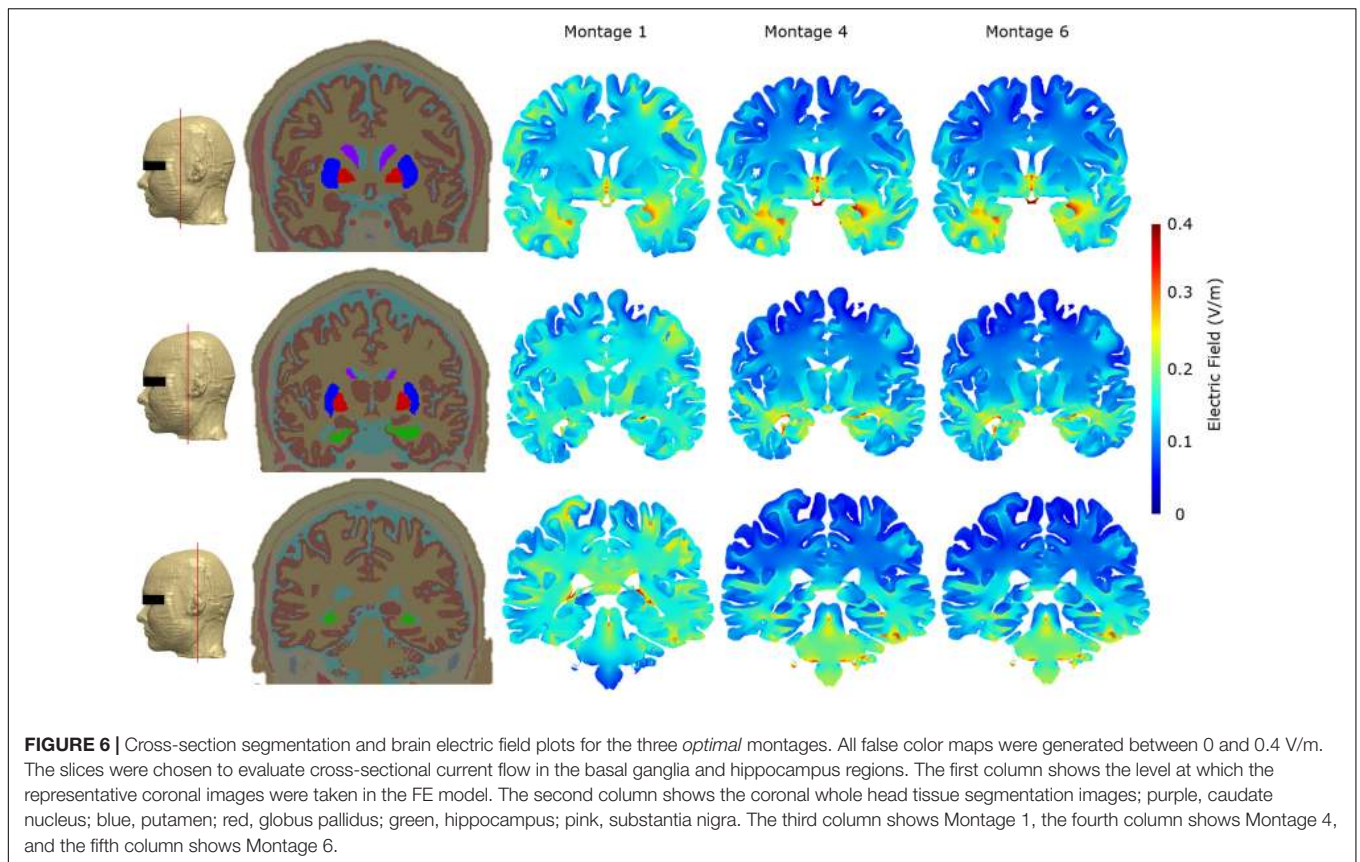 Montage 1 Montage 4 Montage 6
0.4
0.3
0.2
0.1
0
Electric Field (V/m)
FIGURE 6 | Cross-section segmentation and brain electric field plots for the three optimal montages. All false color maps were generated between 0 and 0.4 V/m.
The slices were chosen to evaluate cross-sectional current flow in the basal ganglia and hippocampus regions. The first column shows the level at which the
representative coronal images were taken in the FE model. The second column shows the coronal whole head tissue segmentation images; purple, caudate
nucleus; blue, putamen; red, globus pallidus; green, hippocampus; pink, substantia nigra. The third column shows Montage 1, the fourth column shows Montage 4,
and the fifth column shows Montage 6.